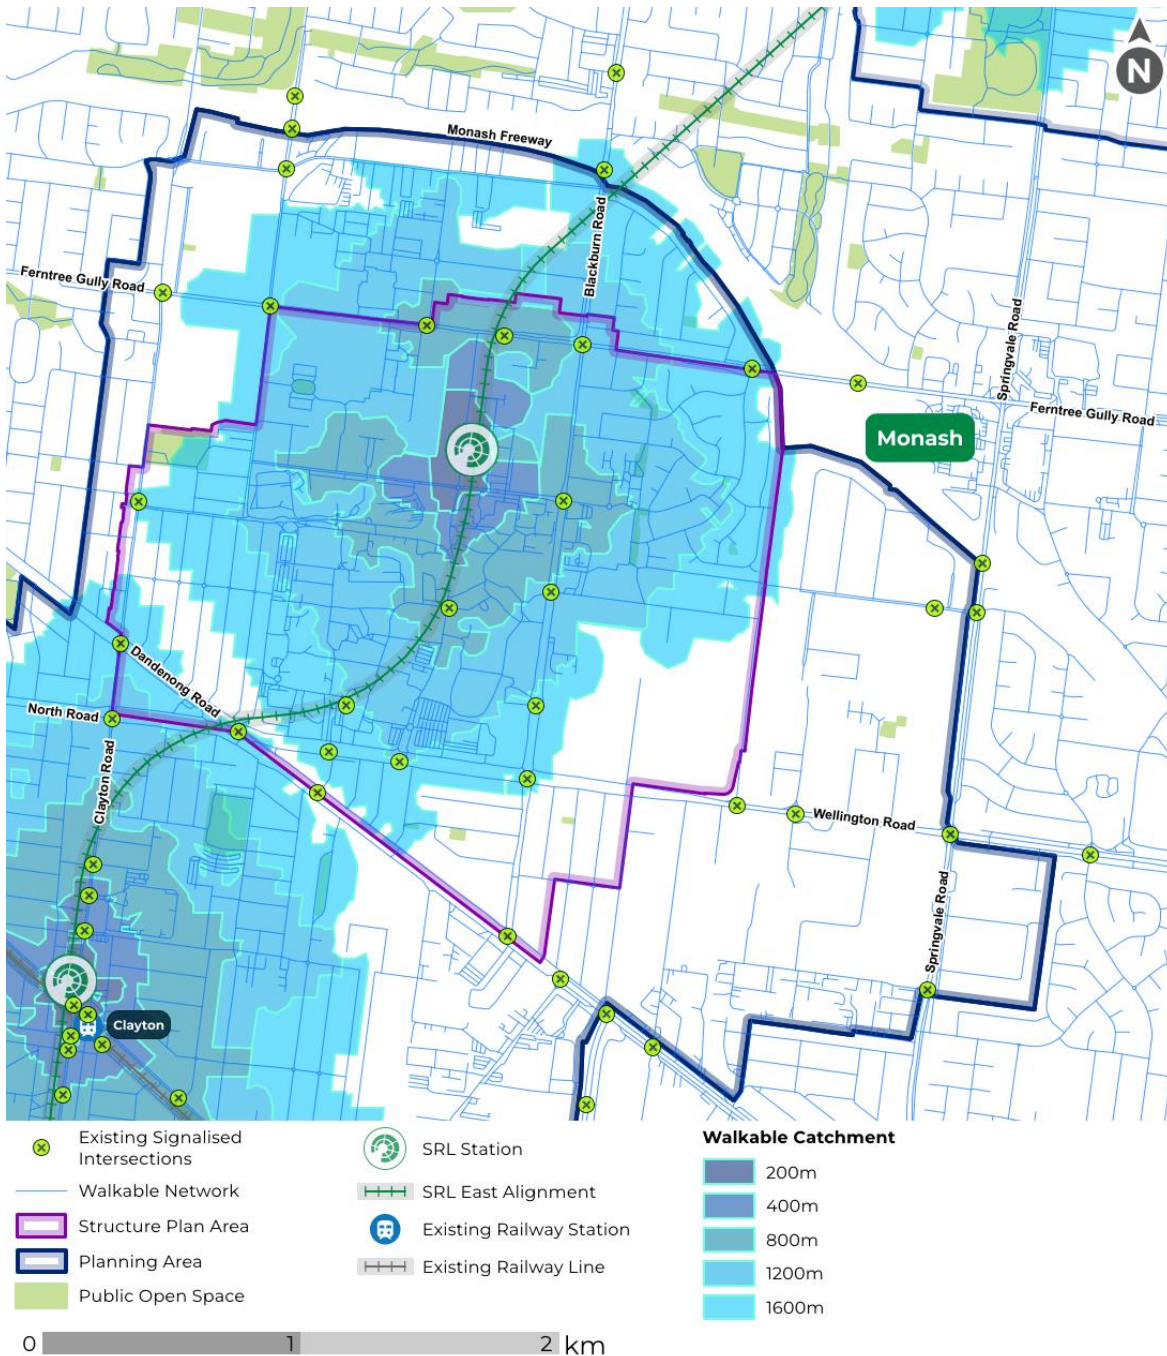 N
Monash Freeway
Blackburn Road
Ferntree Gully Road
Springvale Road
Ferntree Gully Road
Monash
Dandenong Road
North Road
Clayton Road
Wellington Road
Springvale Road
Clayton
Existing Signalised
Intersections
Walkable Network
Structure Plan Area
Planning Area
Public Open Space
SRL Station
SRL East Alignment
Existing Railway Station
Existing Railway Line
Walkable Catchment
200m
400m
800m
1200m
1600m
0 1 2 km